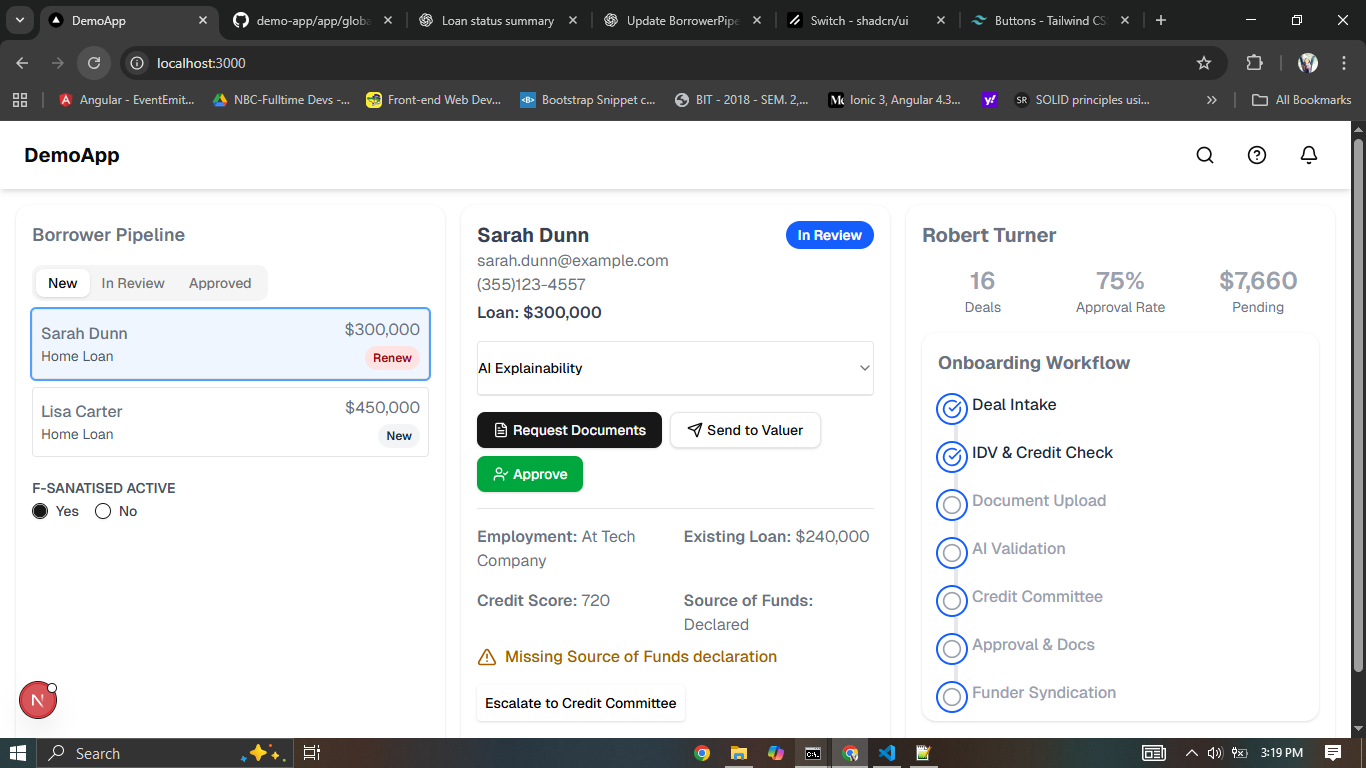 DemoApp
demo-app/app/globa
Loan status summary
Update BorrowerPipe
Switch - shadcn/ui
Buttons - Tailwind CS
localhost:3000
Angular - EventEmit...
NBC-Fulltime Devs -...
Front-end Web Dev...
Bootstrap Snippet c...
BIT - 2018 - SEM. 2,...
Ionic 3, Angular 4.3...
SR SOLID principles usi...
All Bookmarks
DemoApp
Borrower Pipeline
New In Review Approved
Sarah Dunn $300,000
Home Loan Renew
Lisa Carter $450,000
Home Loan New
F-SANATISED ACTIVE
Yes No
Sarah Dunn In Review
sarah.dunn@example.com
(355)123-4557
Loan: $300,000
AI Explainability
Request Documents Send to Valuer
Approve
Employment: At Tech Company
Existing Loan: $240,000
Credit Score: 720
Source of Funds: Declared
Missing Source of Funds declaration
Escalate to Credit Committee
Robert Turner
16 75% $7,660
Deals Approval Rate Pending
Onboarding Workflow
Deal Intake
IDV & Credit Check
Document Upload
AI Validation
Credit Committee
Approval & Docs
Funder Syndication
N
Search
3:19 PM